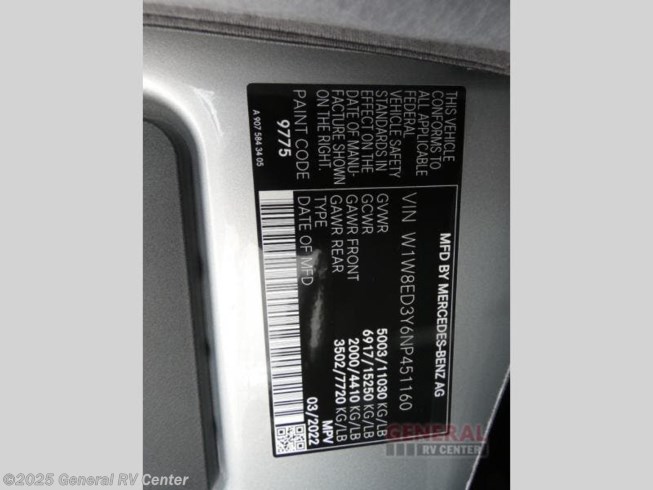 MFD BY MERCEDES-BENZ AG
VIN W1W8ED3Y6NP451160
THIS VEHICLE
CONFORMS TO
ALL APPLICABLE
FEDERAL
VEHICLE SAFETY
STANDARDS IN
EFFECT ON THE
DATE OF MANU-
FACTURE SHOWN
ON THE RIGHT.
PAINT CODE
9775
A 907 584 34 05
GVWR 5003/11030 KG/LB
GCWR 6917/15250 KG/LB
GAWR FRONT 2000/4410 KG/LB
GAWR REAR 3502/7720 KG/LB
TYPE MPV
DATE OF MFD 03/2022
GENERAL
RV CENTER
©2025 General RV Center